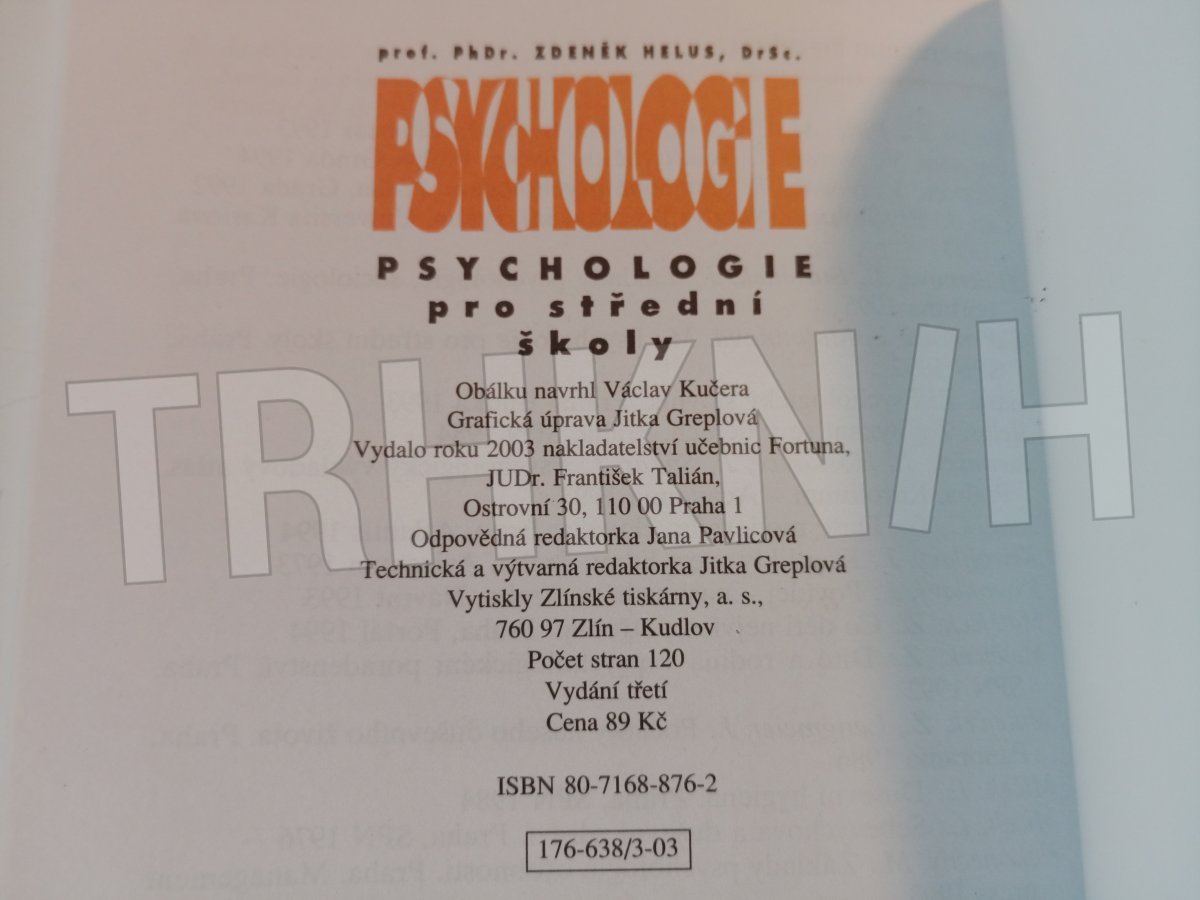 prof. PhDr. ZDENĚK HELUS, DrSc.
PSYCHOLOGIE
PSYCHOLOGIE
pro střední
školy
Obálku navrhl Václav Kučera
Grafická úprava Jitka Greplová
Vydalo roku 2003 nakladatelství učebnic Fortuna,
JUDr. František Talián,
Ostrovní 30, 110 00 Praha 1
Odpovědná redaktorka Jana Pavlicová
Technická a výtvarná redaktorka Jitka Greplová
Vytiskly Zlínské tiskárny, a. s.,
760 97 Zlín – Kudlov
Počet stran 120
Vydání třetí
Cena 89 Kč
ISBN 80-7168-876-2
176-638/3-03
TRHKN/H